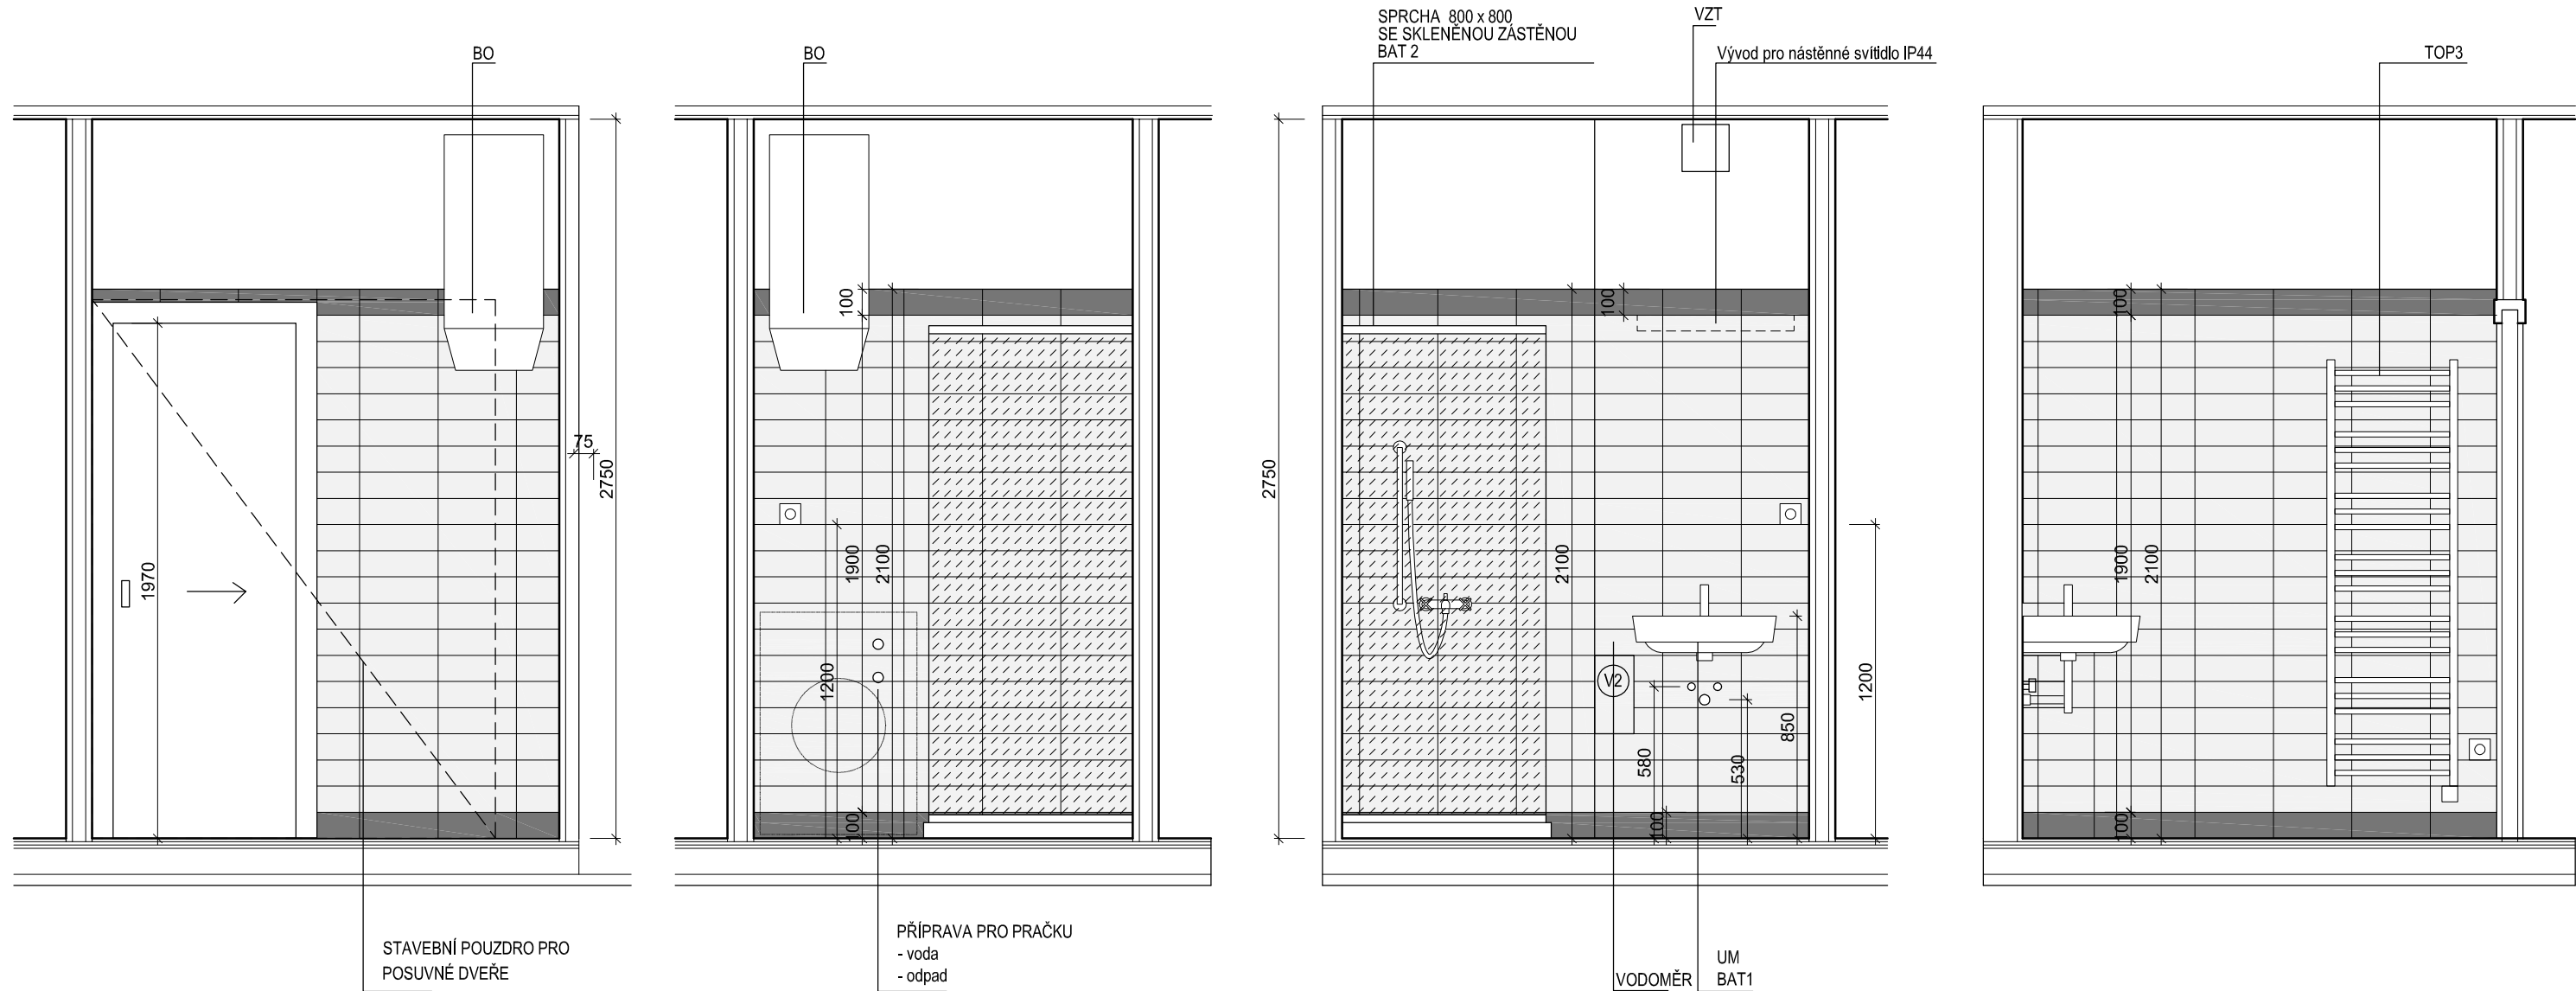 BO
BO
SPRCHA 800 x 800
SE SKLENĚNOU ZÁSTĚNOU
BAT 2
VZT
Vývod pro nástěnné svítidlo IP44
TOP3
1970
75
2750
100
1900
2100
1200
100
2750
2100
100
V2
580
100
530
850
1200
100
1900
2100
100
STAVEBNÍ POUZDRO PRO
POSUVNÉ DVEŘE
PŘÍPRAVA PRO PRAČKU
- voda
- odpad
VODOMĚR
UM
BAT1